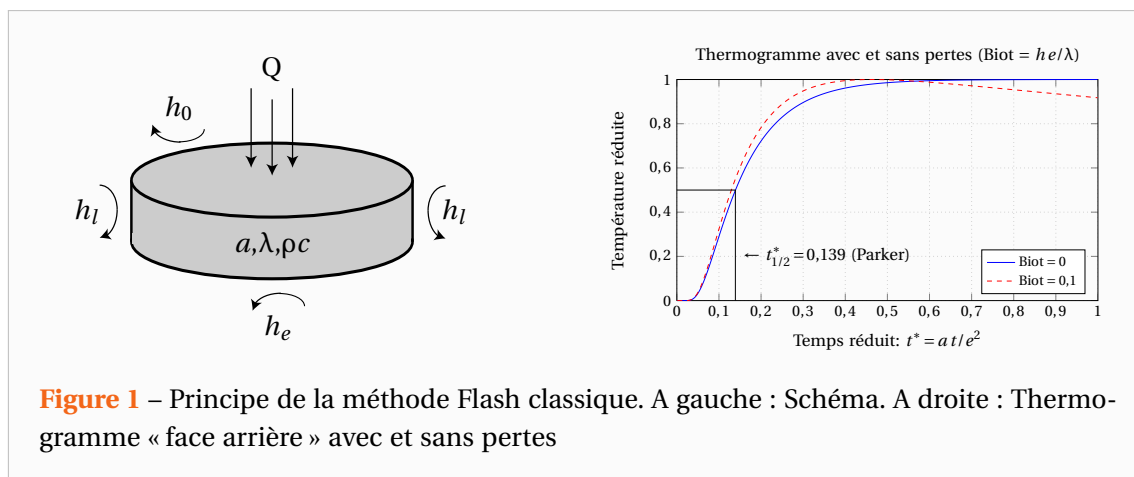 Q
h₀
hₗ
hₗ
a,λ,ρc
hₑ
Thermogramme avec et sans pertes (Biot = he/λ)
Température réduite
1
0,8
0,6
0,4
0,2
0
← t*₁/₂ = 0,139 (Parker)
Biot = 0
Biot = 0,1
0 0,1 0,2 0,3 0,4 0,5 0,6 0,7 0,8 0,9 1
Temps réduit: t* = a t/e²
Figure 1 – Principe de la méthode Flash classique. A gauche : Schéma. A droite : Thermo-
gramme « face arrière » avec et sans pertes